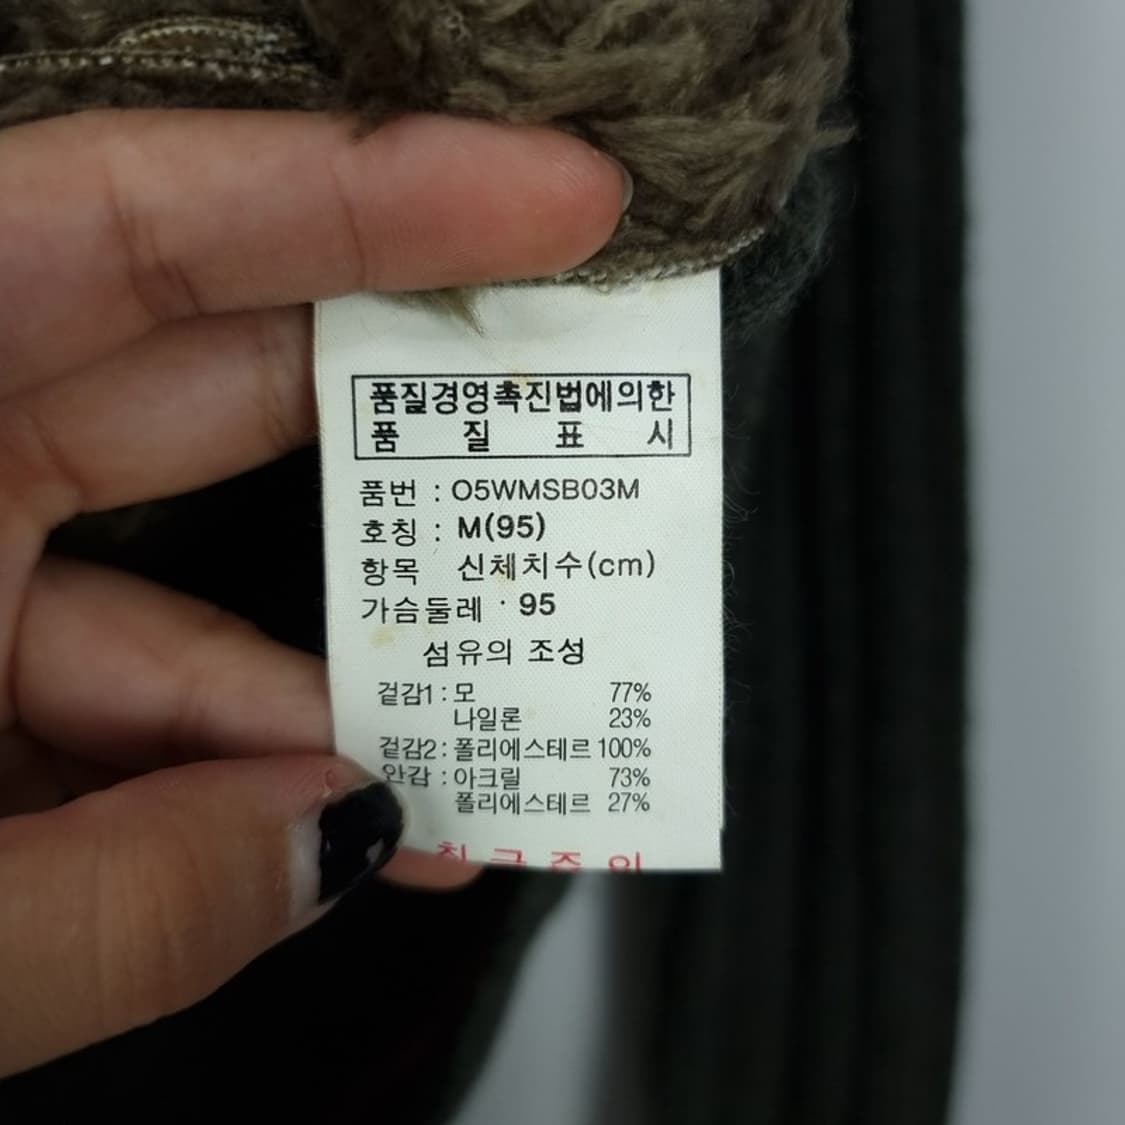 품질경영촉진법에의한
품 질 표 시
품번 : O5WMSB03M
호칭 : M(95)
항목 신체치수(cm)
가슴둘레 · 95
섬유의 조성
겉감1 : 모 77%
나일론 23%
겉감2 : 폴리에스테르 100%
안감 : 아크릴 73%
폴리에스테르 27%